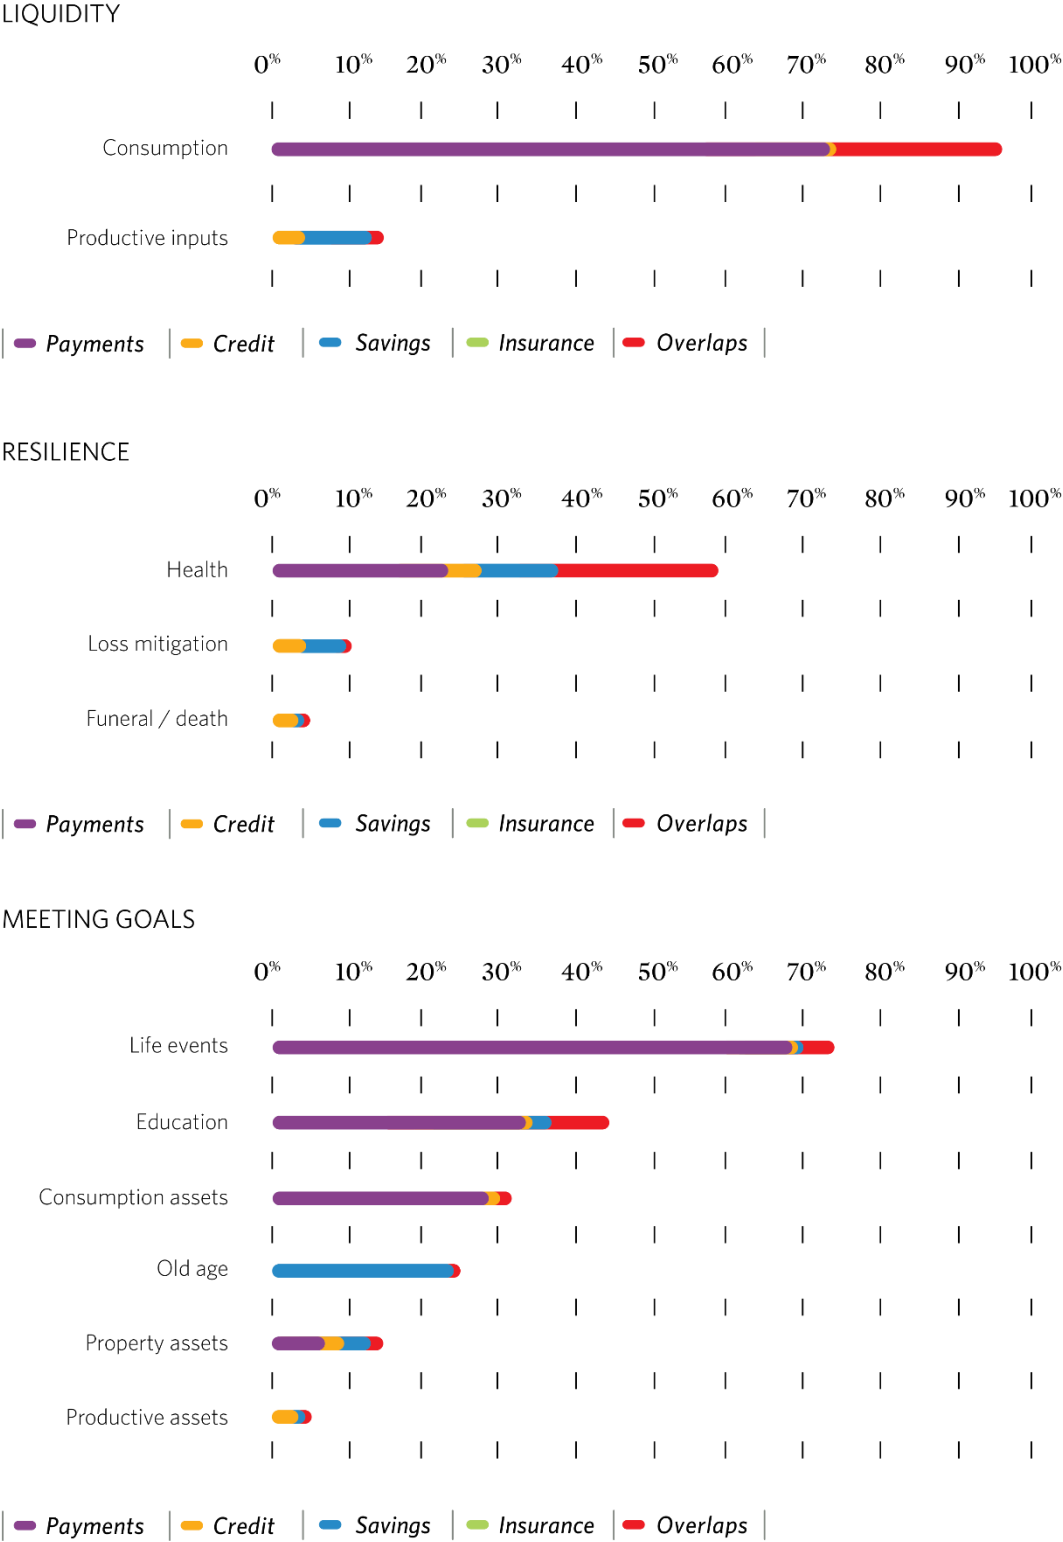 LIQUIDITY
0% 10% 20% 30% 40% 50% 60% 70% 80% 90% 100%
Consumption
Productive inputs
Payments Credit Savings Insurance Overlaps
RESILIENCE
0% 10% 20% 30% 40% 50% 60% 70% 80% 90% 100%
Health
Loss mitigation
Funeral / death
Payments Credit Savings Insurance Overlaps
MEETING GOALS
0% 10% 20% 30% 40% 50% 60% 70% 80% 90% 100%
Life events
Education
Consumption assets
Old age
Property assets
Productive assets
Payments Credit Savings Insurance Overlaps